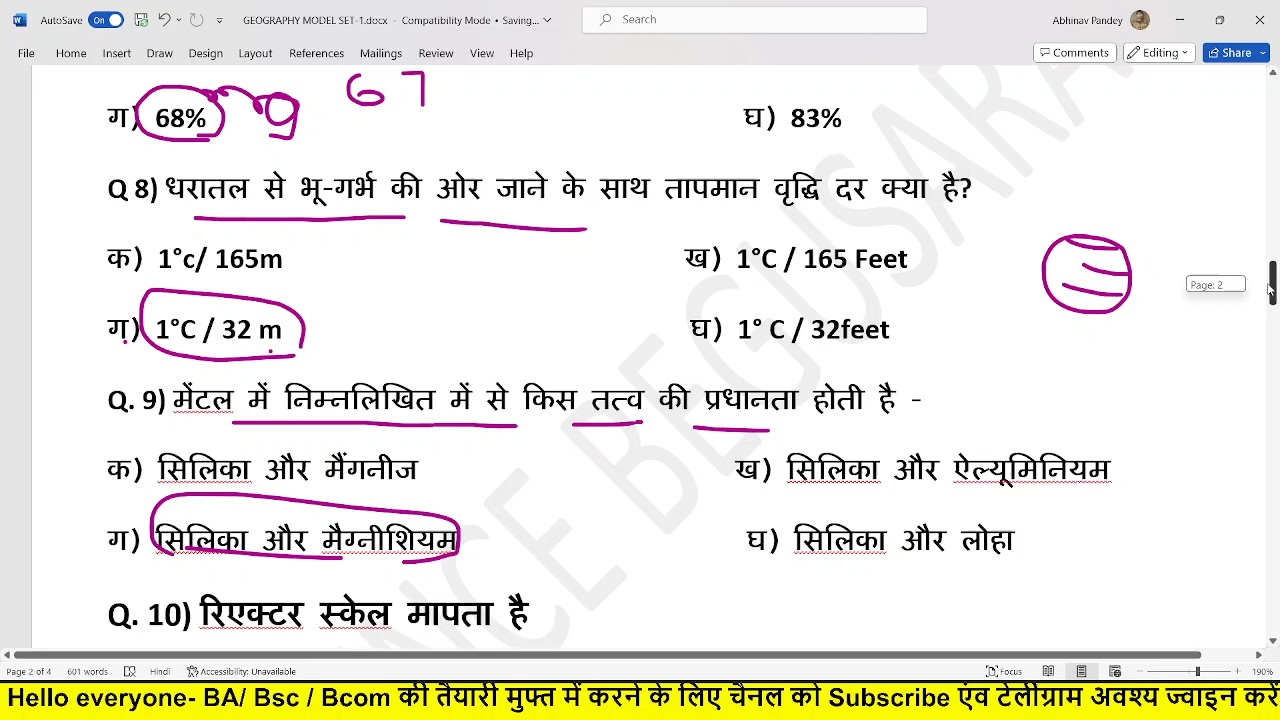 AutoSave On GEOGRAPHY MODEL SET-1.docx - Compatibility Mode - Saving... Search Abhinav Pandey
File Home Insert Draw Design Layout References Mailings Review View Help Comments Editing Share
67
ग) 68% g घ) 83%
Q 8) धरातल से भू-गर्भ की ओर जाने के साथ तापमान वृद्धि दर क्या है?
क) 1°c/ 165m ख) 1°C / 165 Feet
Page: 2
ग) 1°C / 32 m घ) 1° C / 32feet
Q. 9) मेंटल में निम्नलिखित में से किस तत्व की प्रधानता होती है -
क) सिलिका और मैंगनीज ख) सिलिका और ऐल्यूमिनियम
ग) सिलिका और मैग्नीशियम घ) सिलिका और लोहा
Q. 10) रिएक्टर स्केल मापता है
NCE BEGUSARA
Page 2 of 4 601 words Hindi Accessibility: Unavailable Focus 190%
Hello everyone- BA/ Bsc / Bcom की तैयारी मुफ्त में करने के लिए चैनल को Subscribe एंव टेलीग्राम अवश्य ज्वाइन करें